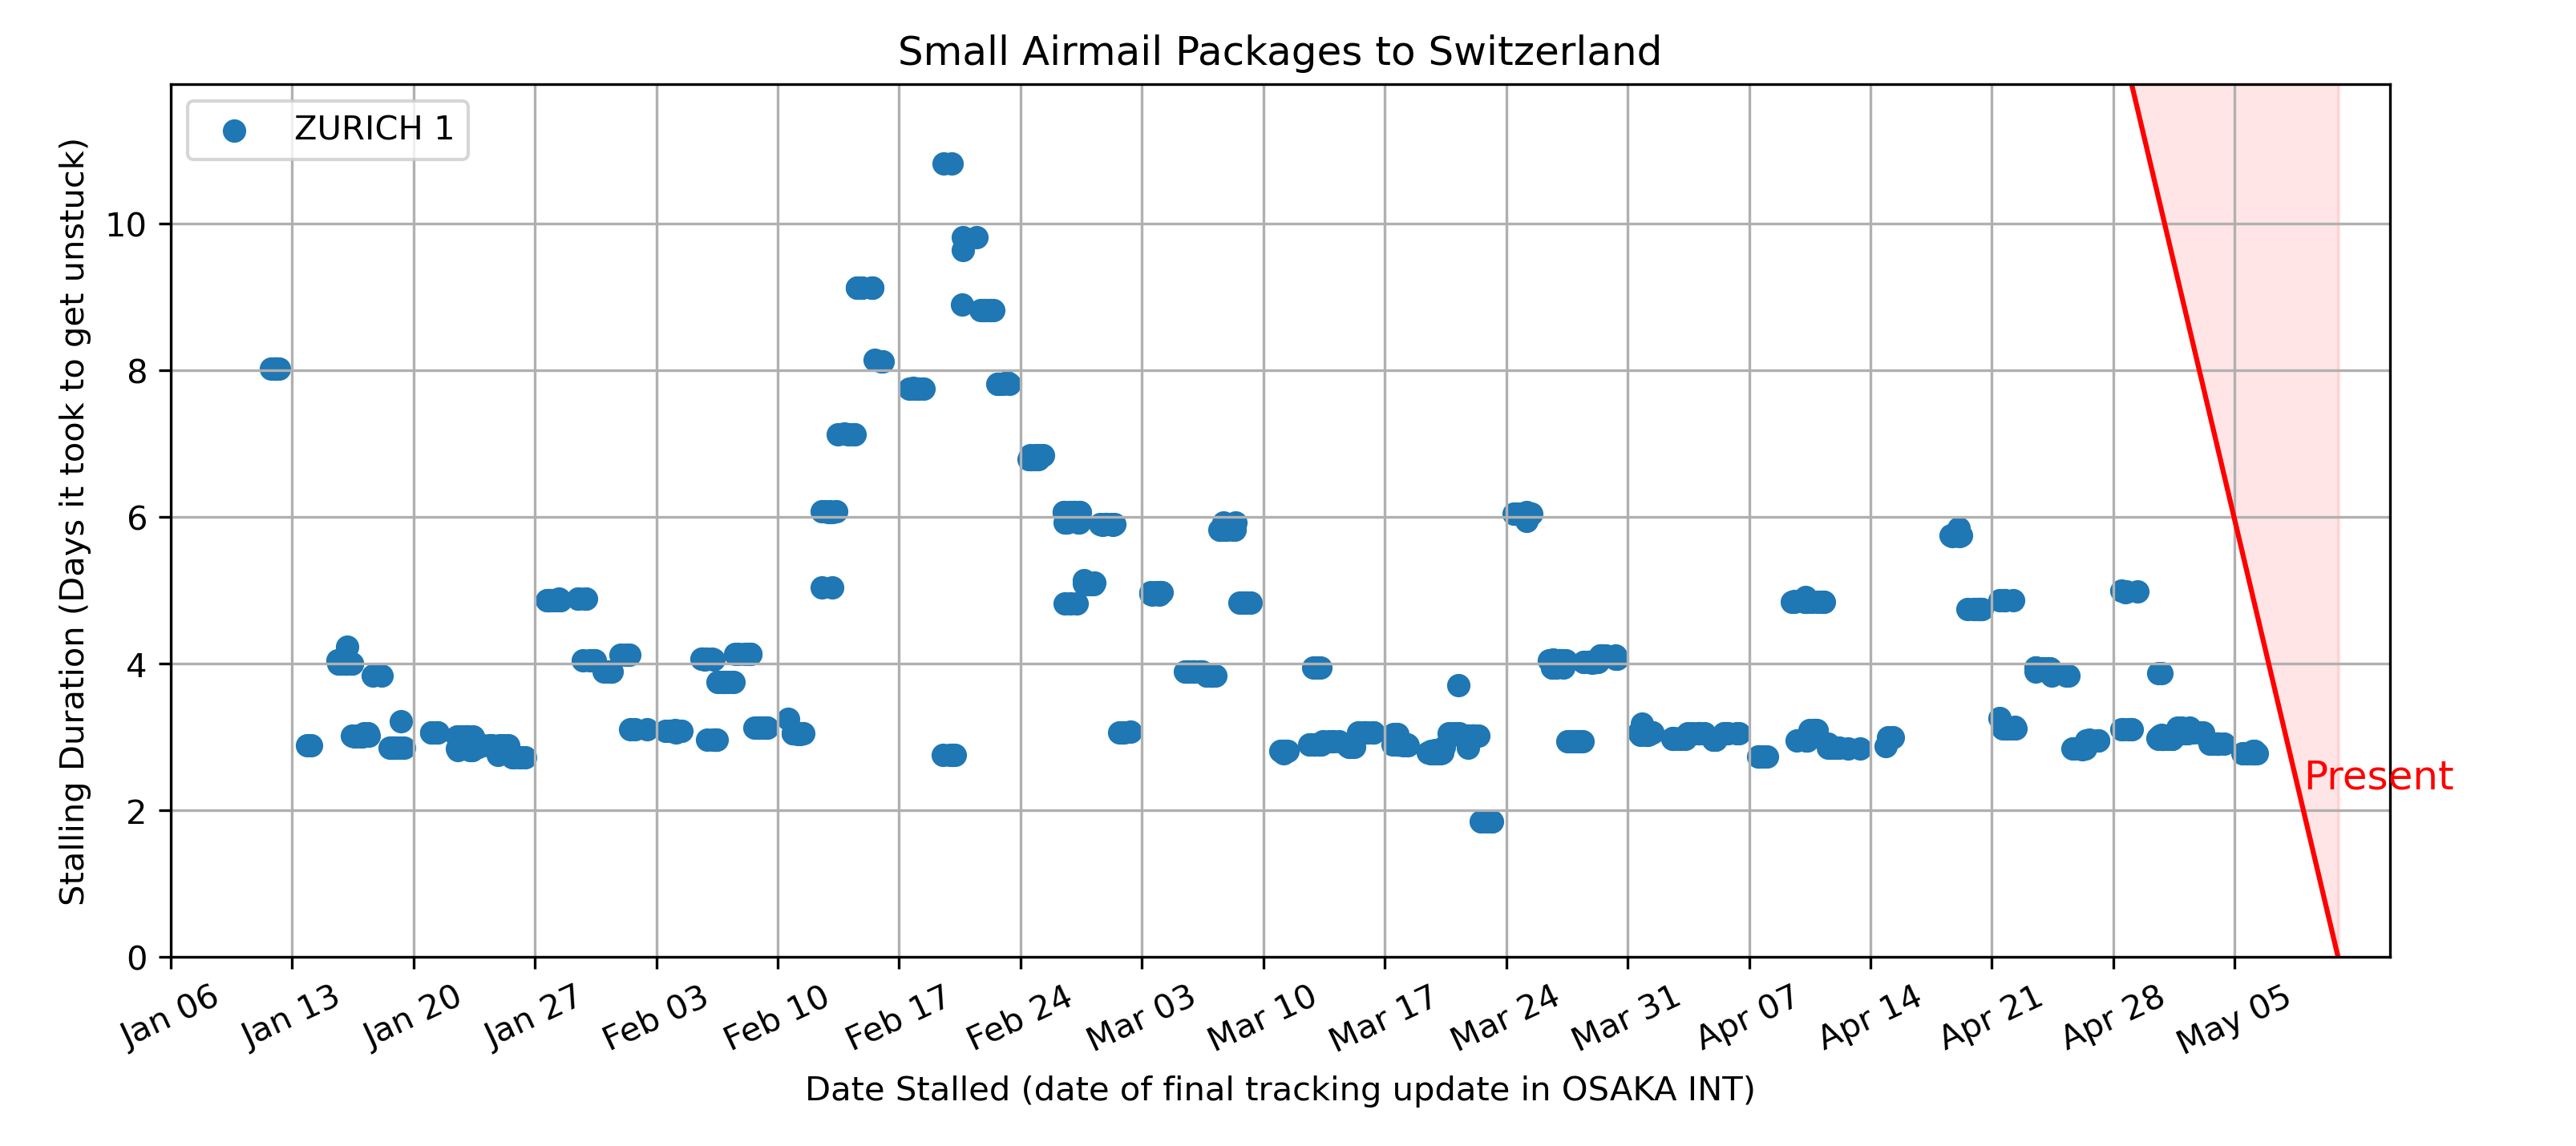 Small Airmail Packages to Switzerland
ZURICH 1
Stalling Duration (Days it took to get unstuck)
10
8
6
4
2
0
Present
Jan 06
Jan 13
Jan 20
Jan 27
Feb 03
Feb 10
Feb 17
Feb 24
Mar 03
Mar 10
Mar 17
Mar 24
Mar 31
Apr 07
Apr 14
Apr 21
Apr 28
May 05
Date Stalled (date of final tracking update in OSAKA INT)